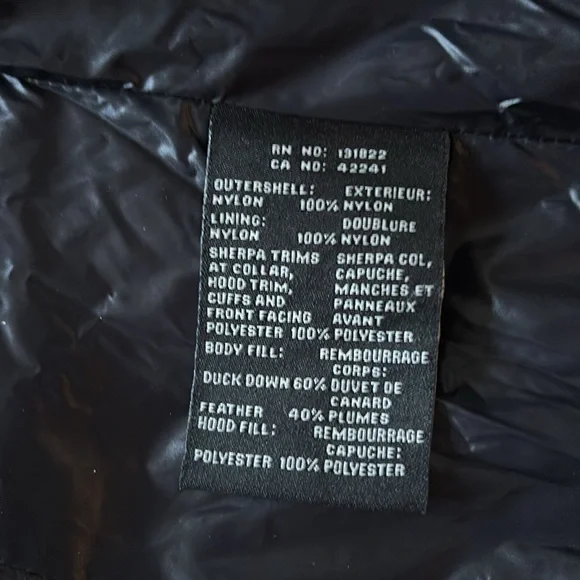 RN NO: 131822
CA NO: 42241
OUTERSHELL: EXTERIEUR:
NYLON 100% NYLON
LINING: DOUBLURE
NYLON 100% NYLON
SHERPA TRIMS SHERPA COL,
AT COLLAR, CAPUCHE,
HOOD TRIM, MANCHES ET
CUFFS AND PANNEAUX
FRONT FACING AVANT
POLYESTER 100% POLYESTER
BODY FILL: REMBOURRAGE
CORPS:
DUCK DOWN 60% DUVET DE
CANARD
FEATHER 40% PLUMES
HOOD FILL: REMBOURRAGE
CAPUCHE:
POLYESTER 100% POLYESTER